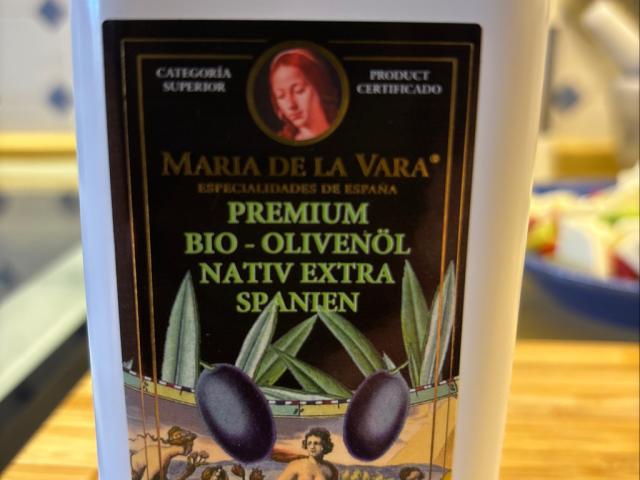 CATEGORÍA
SUPERIOR
PRODUCT
CERTIFICADO
MARIA DE LA VARA®
ESPECIALIDADES DE ESPAÑA
PREMIUM
BIO - OLIVENÖL
NATIV EXTRA
SPANIEN